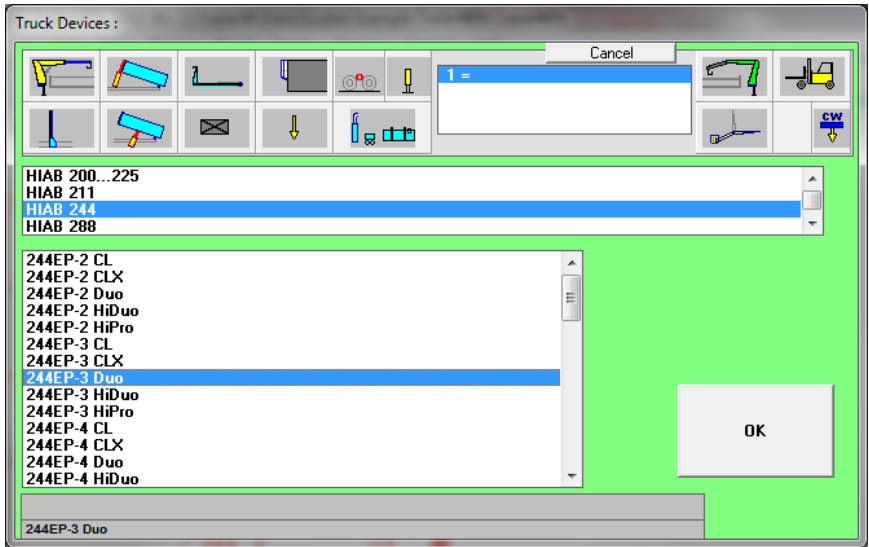 Truck Devices :
Cancel
1 =
CW
HIAB 200...225
HIAB 211
HIAB 244
HIAB 288
244EP-2 CL
244EP-2 CLX
244EP-2 Duo
244EP-2 HiDuo
244EP-2 HiPro
244EP-3 CL
244EP-3 CLX
244EP-3 Duo
244EP-3 HiDuo
244EP-3 HiPro
244EP-4 CL
244EP-4 CLX
244EP-4 Duo
244EP-4 HiDuo
OK
244EP-3 Duo